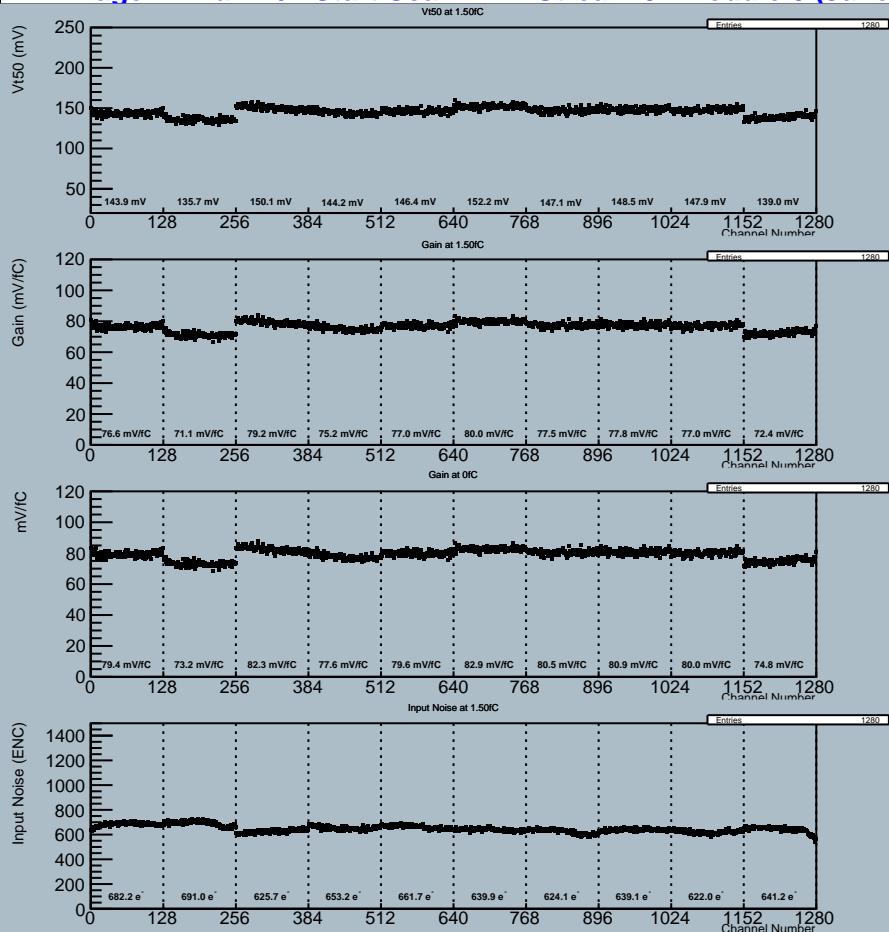 Vt50 at 1.50fC
Entries 1280
Vt50 (mV)
250
200
150
100
50
143.9 mV 135.7 mV 150.1 mV 144.2 mV 146.4 mV 152.2 mV 147.1 mV 148.5 mV 147.9 mV 139.0 mV
0 128 256 384 512 640 768 896 1024 1152 1280
Channel Number
Gain at 1.50fC
Entries 1280
Gain (mV/fC)
120
100
80
60
40
20
0
76.6 mV/fC 71.1 mV/fC 79.2 mV/fC 75.2 mV/fC 77.0 mV/fC 80.0 mV/fC 77.5 mV/fC 77.8 mV/fC 77.0 mV/fC 72.4 mV/fC
0 128 256 384 512 640 768 896 1024 1152 1280
Channel Number
Gain at 0fC
Entries 1280
mV/fC
120
100
80
60
40
20
0
79.4 mV/fC 73.2 mV/fC 82.3 mV/fC 77.6 mV/fC 79.6 mV/fC 82.9 mV/fC 80.5 mV/fC 80.9 mV/fC 80.0 mV/fC 74.8 mV/fC
0 128 256 384 512 640 768 896 1024 1152 1280
Channel Number
Input Noise at 1.50fC
Entries 1280
Input Noise (ENC)
1400
1200
1000
800
600
400
200
0
682.2 e⁻ 691.0 e⁻ 625.7 e⁻ 653.2 e⁻ 661.7 e⁻ 639.9 e⁻ 624.1 e⁻ 639.1 e⁻ 622.0 e⁻ 641.2 e⁻
0 128 256 384 512 640 768 896 1024 1152 1280
Channel Number